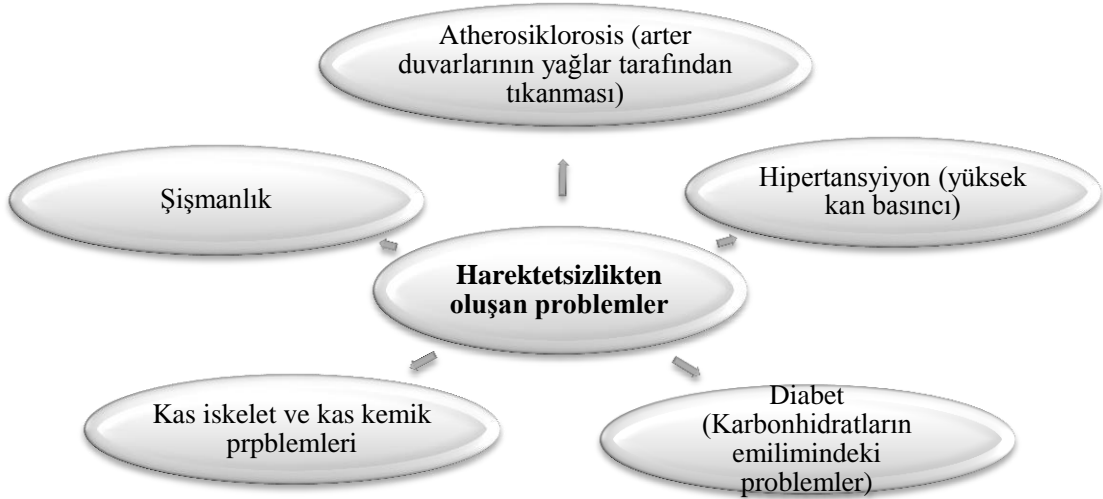 Atherosiklorosis (arter
duvarlarının yağlar tarafından
tıkanması)
Şişmanlık
Hipertansyiyon (yüksek
kan basıncı)
Harektetsizlikten
oluşan problemler
Kas iskelet ve kas kemik
prpblemleri
Diabet
(Karbonhidratların
emilimindeki
problemler)